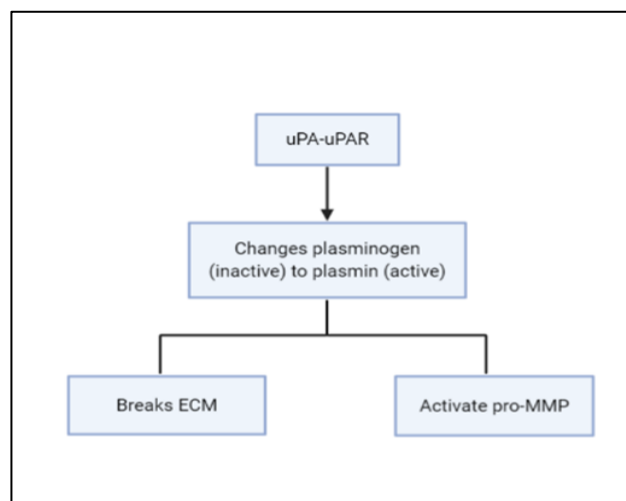 uPA-uPAR
Changes plasminogen
(inactive) to plasmin (active)
Breaks ECM
Activate pro-MMP